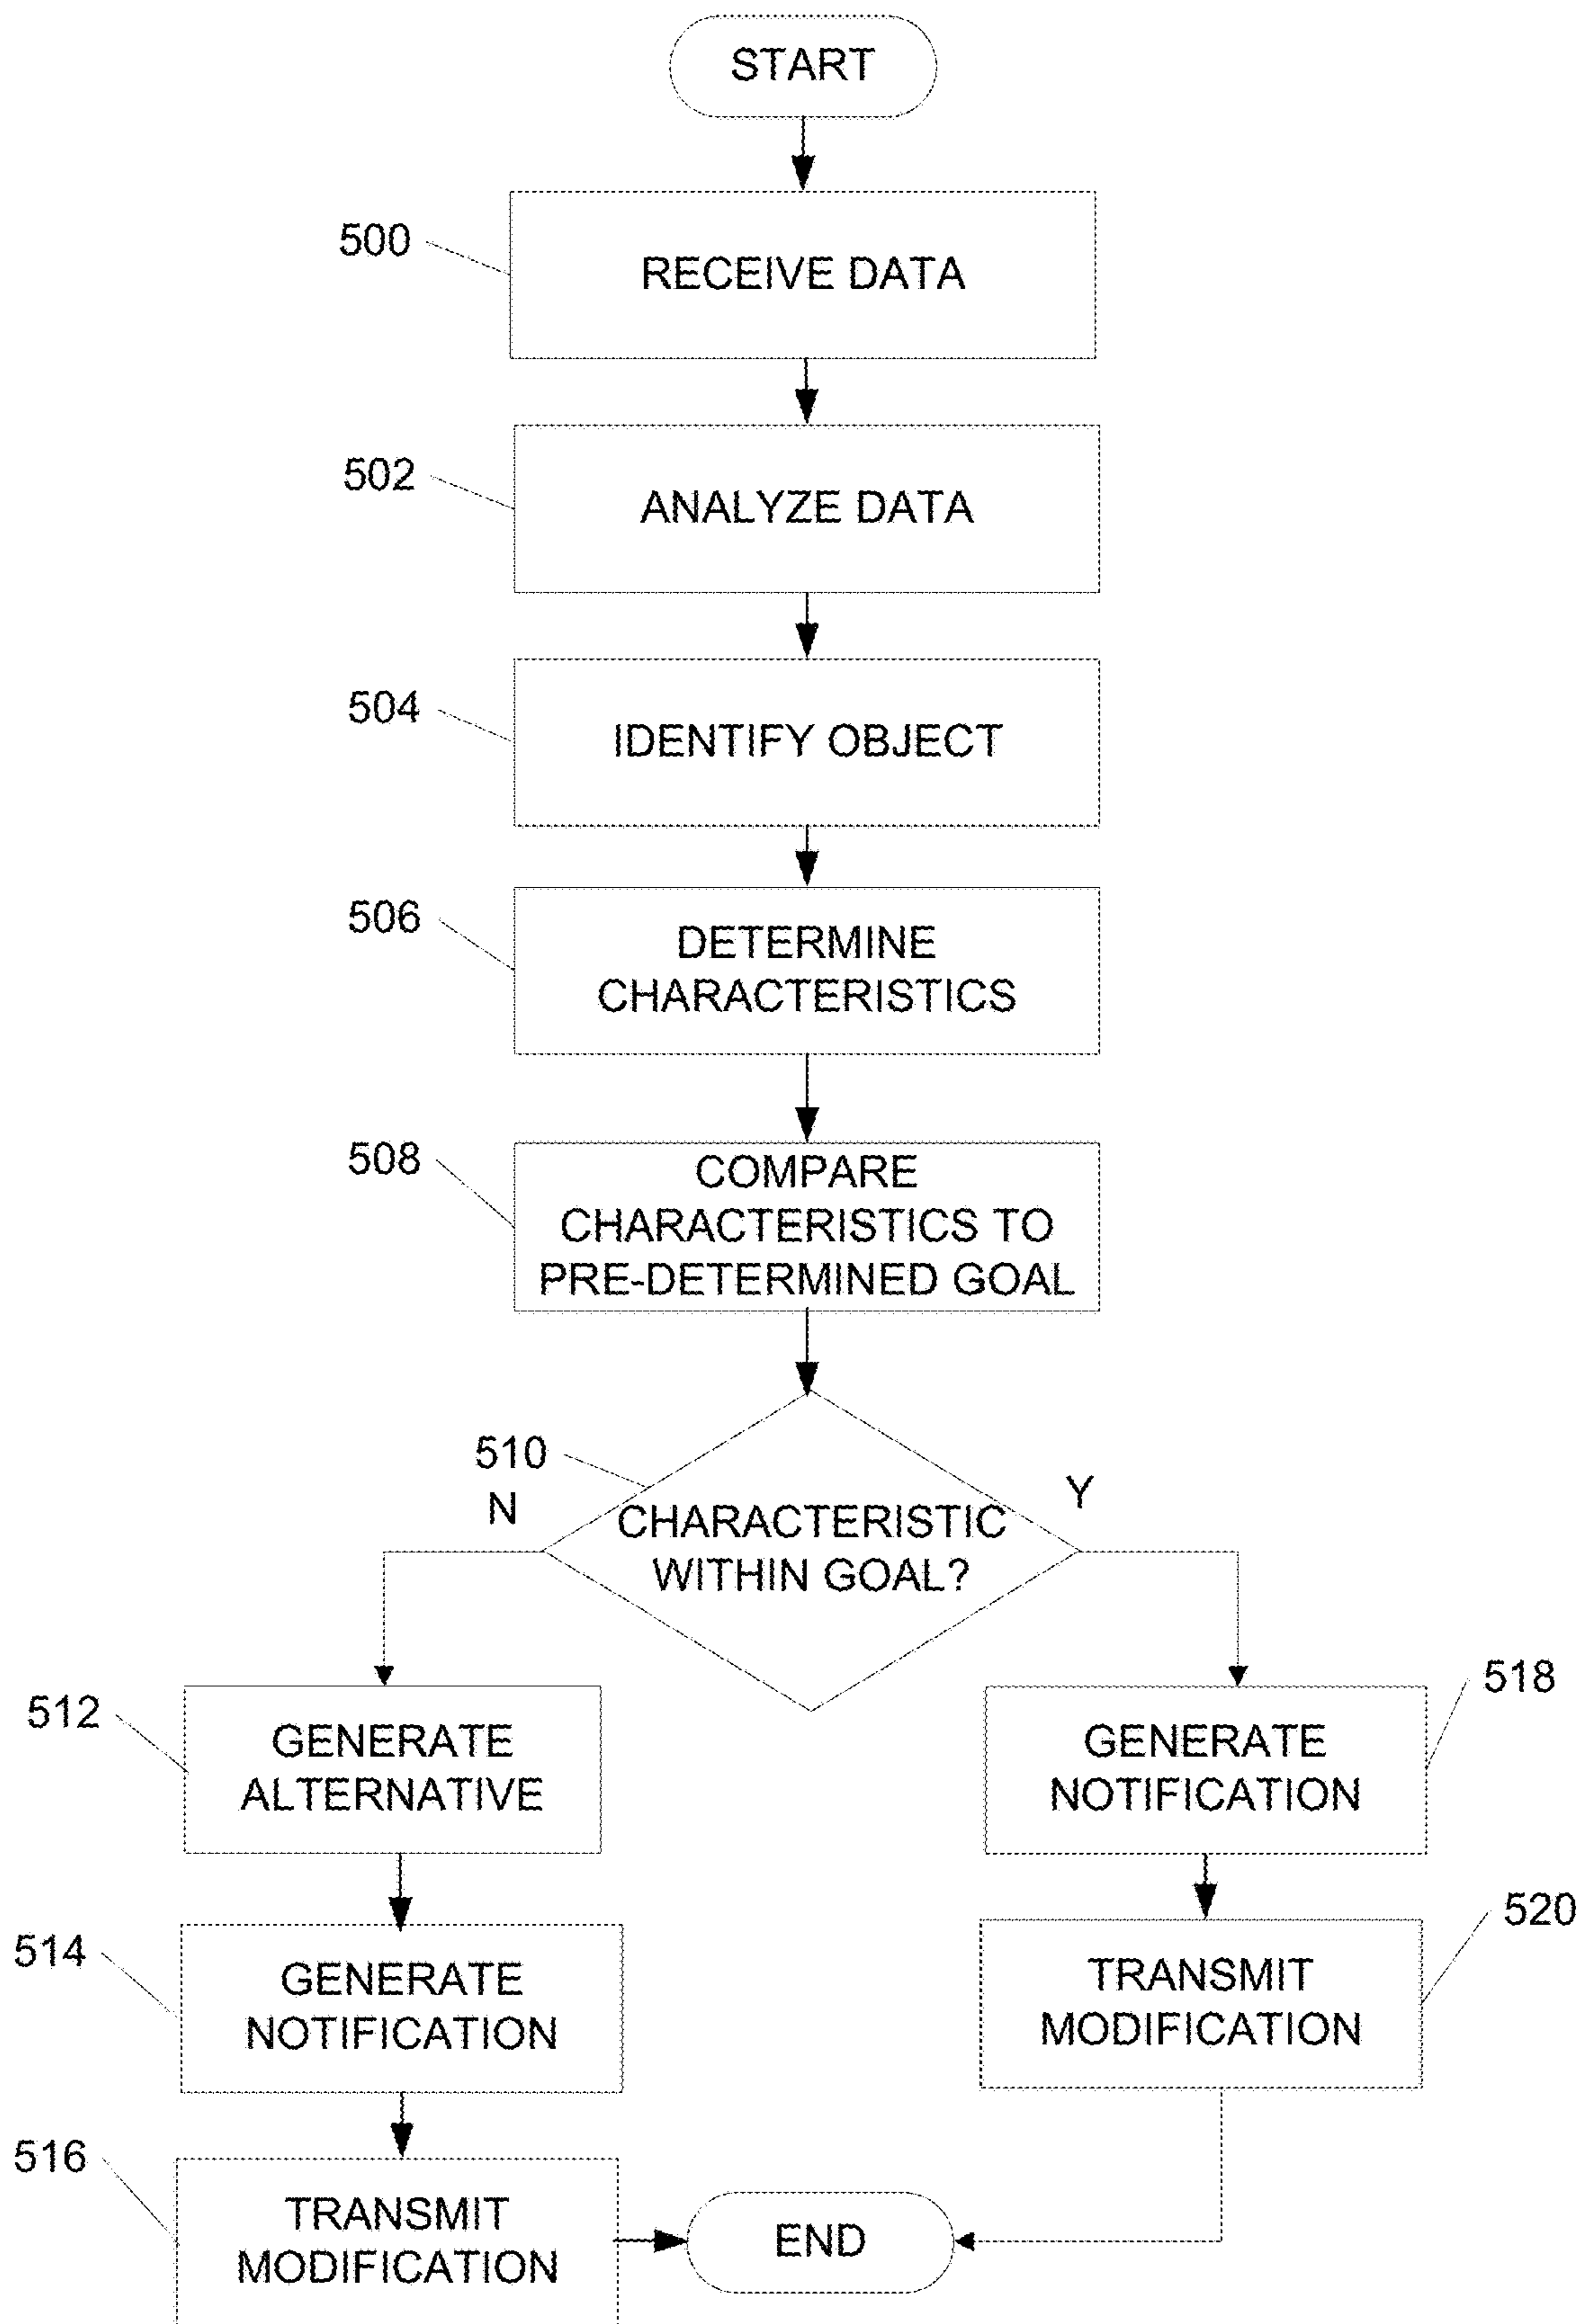 START
500
RECEIVE DATA
502
ANALYZE DATA
504
IDENTIFY OBJECT
506
DETERMINE
CHARACTERISTICS
508
COMPARE
CHARACTERISTICS TO
PRE-DETERMINED GOAL
510
N
Y
CHARACTERISTIC
WITHIN GOAL?
512
GENERATE
ALTERNATIVE
518
GENERATE
NOTIFICATION
514
GENERATE
NOTIFICATION
520
TRANSMIT
MODIFICATION
516
TRANSMIT
MODIFICATION
END